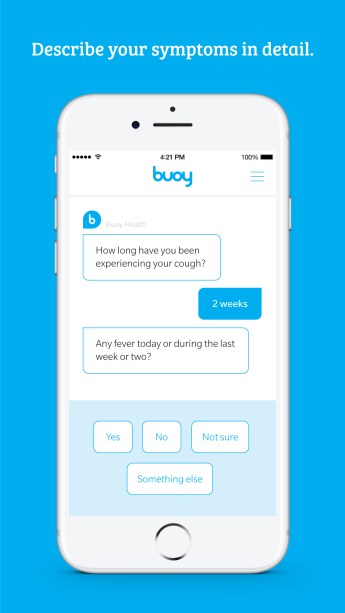 Describe your symptoms in detail.
4:21 PM
100%
buoy
b
Buoy Health
How long have you been
experiencing your cough?
2 weeks
Any fever today or during the last
week or two?
Yes
No
Not sure
Something else